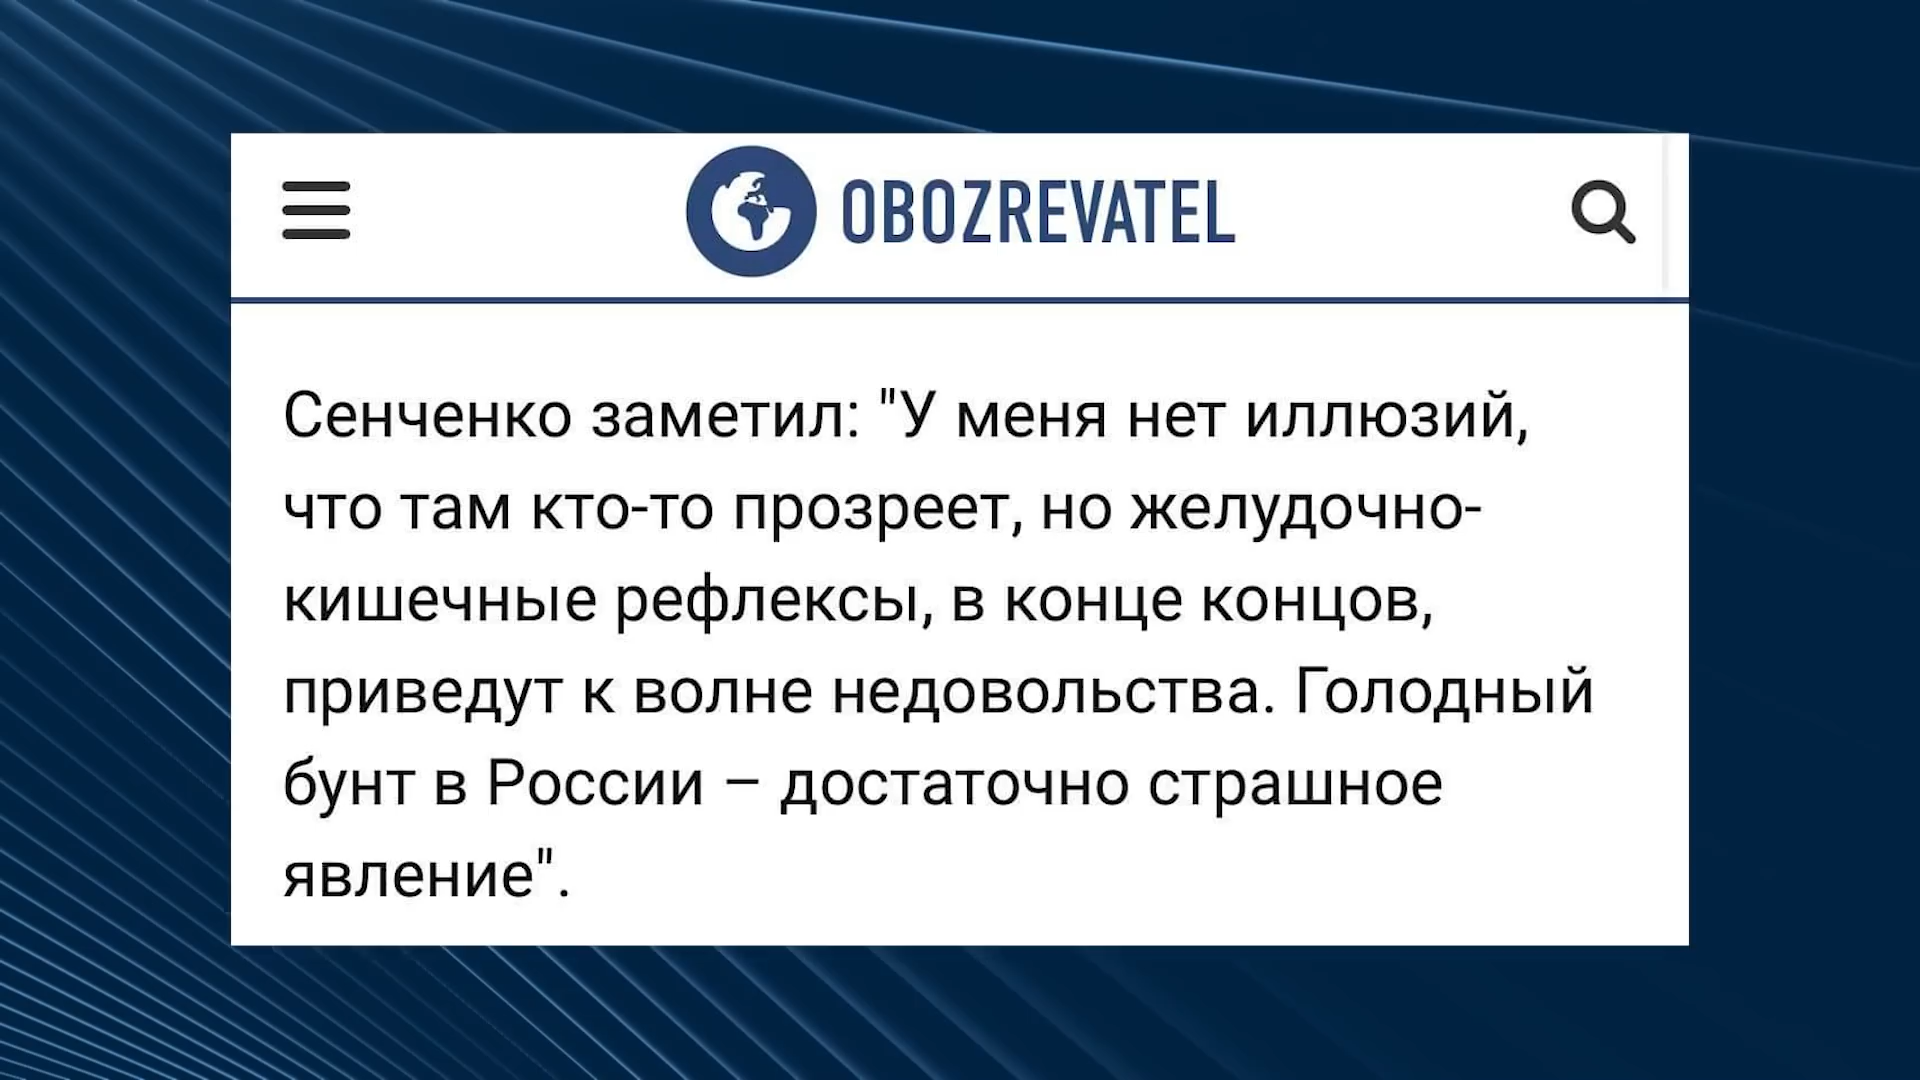 OBOZREVATEL
Сенченко заметил: "У меня нет иллюзий,
что там кто-то прозреет, но желудочно-
кишечные рефлексы, в конце концов,
приведут к волне недовольства. Голодный
бунт в России – достаточно страшное
явление".